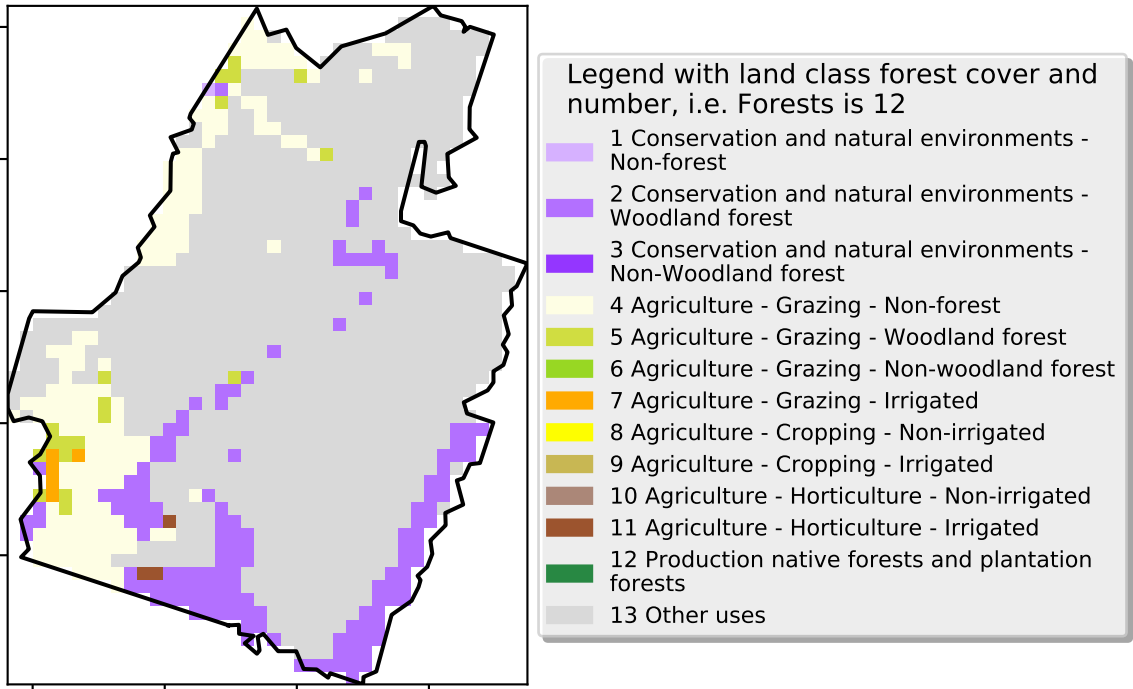 Legend with land class forest cover and
number, i.e. Forests is 12
1 Conservation and natural environments -
Non-forest
2 Conservation and natural environments -
Woodland forest
3 Conservation and natural environments -
Non-Woodland forest
4 Agriculture - Grazing - Non-forest
5 Agriculture - Grazing - Woodland forest
6 Agriculture - Grazing - Non-woodland forest
7 Agriculture - Grazing - Irrigated
8 Agriculture - Cropping - Non-irrigated
9 Agriculture - Cropping - Irrigated
10 Agriculture - Horticulture - Non-irrigated
11 Agriculture - Horticulture - Irrigated
12 Production native forests and plantation
forests
13 Other uses